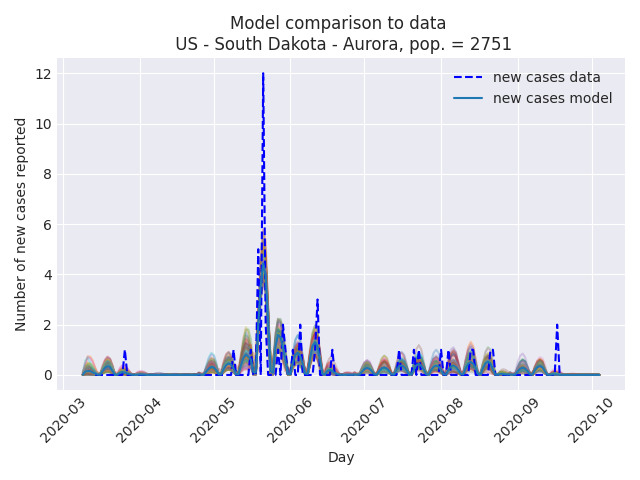 Model comparison to data
US - South Dakota - Aurora, pop. = 2751
new cases data
new cases model
Number of new cases reported
12
10
8
6
4
2
0
2020-03
2020-04
2020-05
2020-06
2020-07
2020-08
2020-09
2020-10
Day